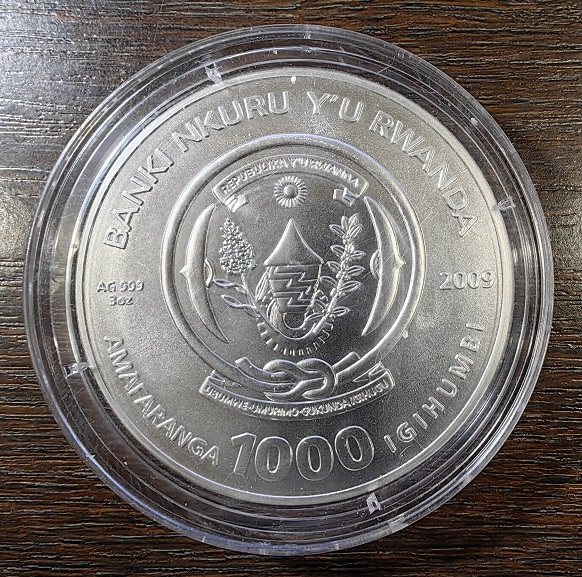 BANKI NKURU Y'U RWANDA
REPUBULIKA Y'U RWANDA
AG 999
3oz
2009
UBUMWE-UMURIMO-GUKUNDA IGIHUGU
AMAFARANGA 1000 IGIHUMBI